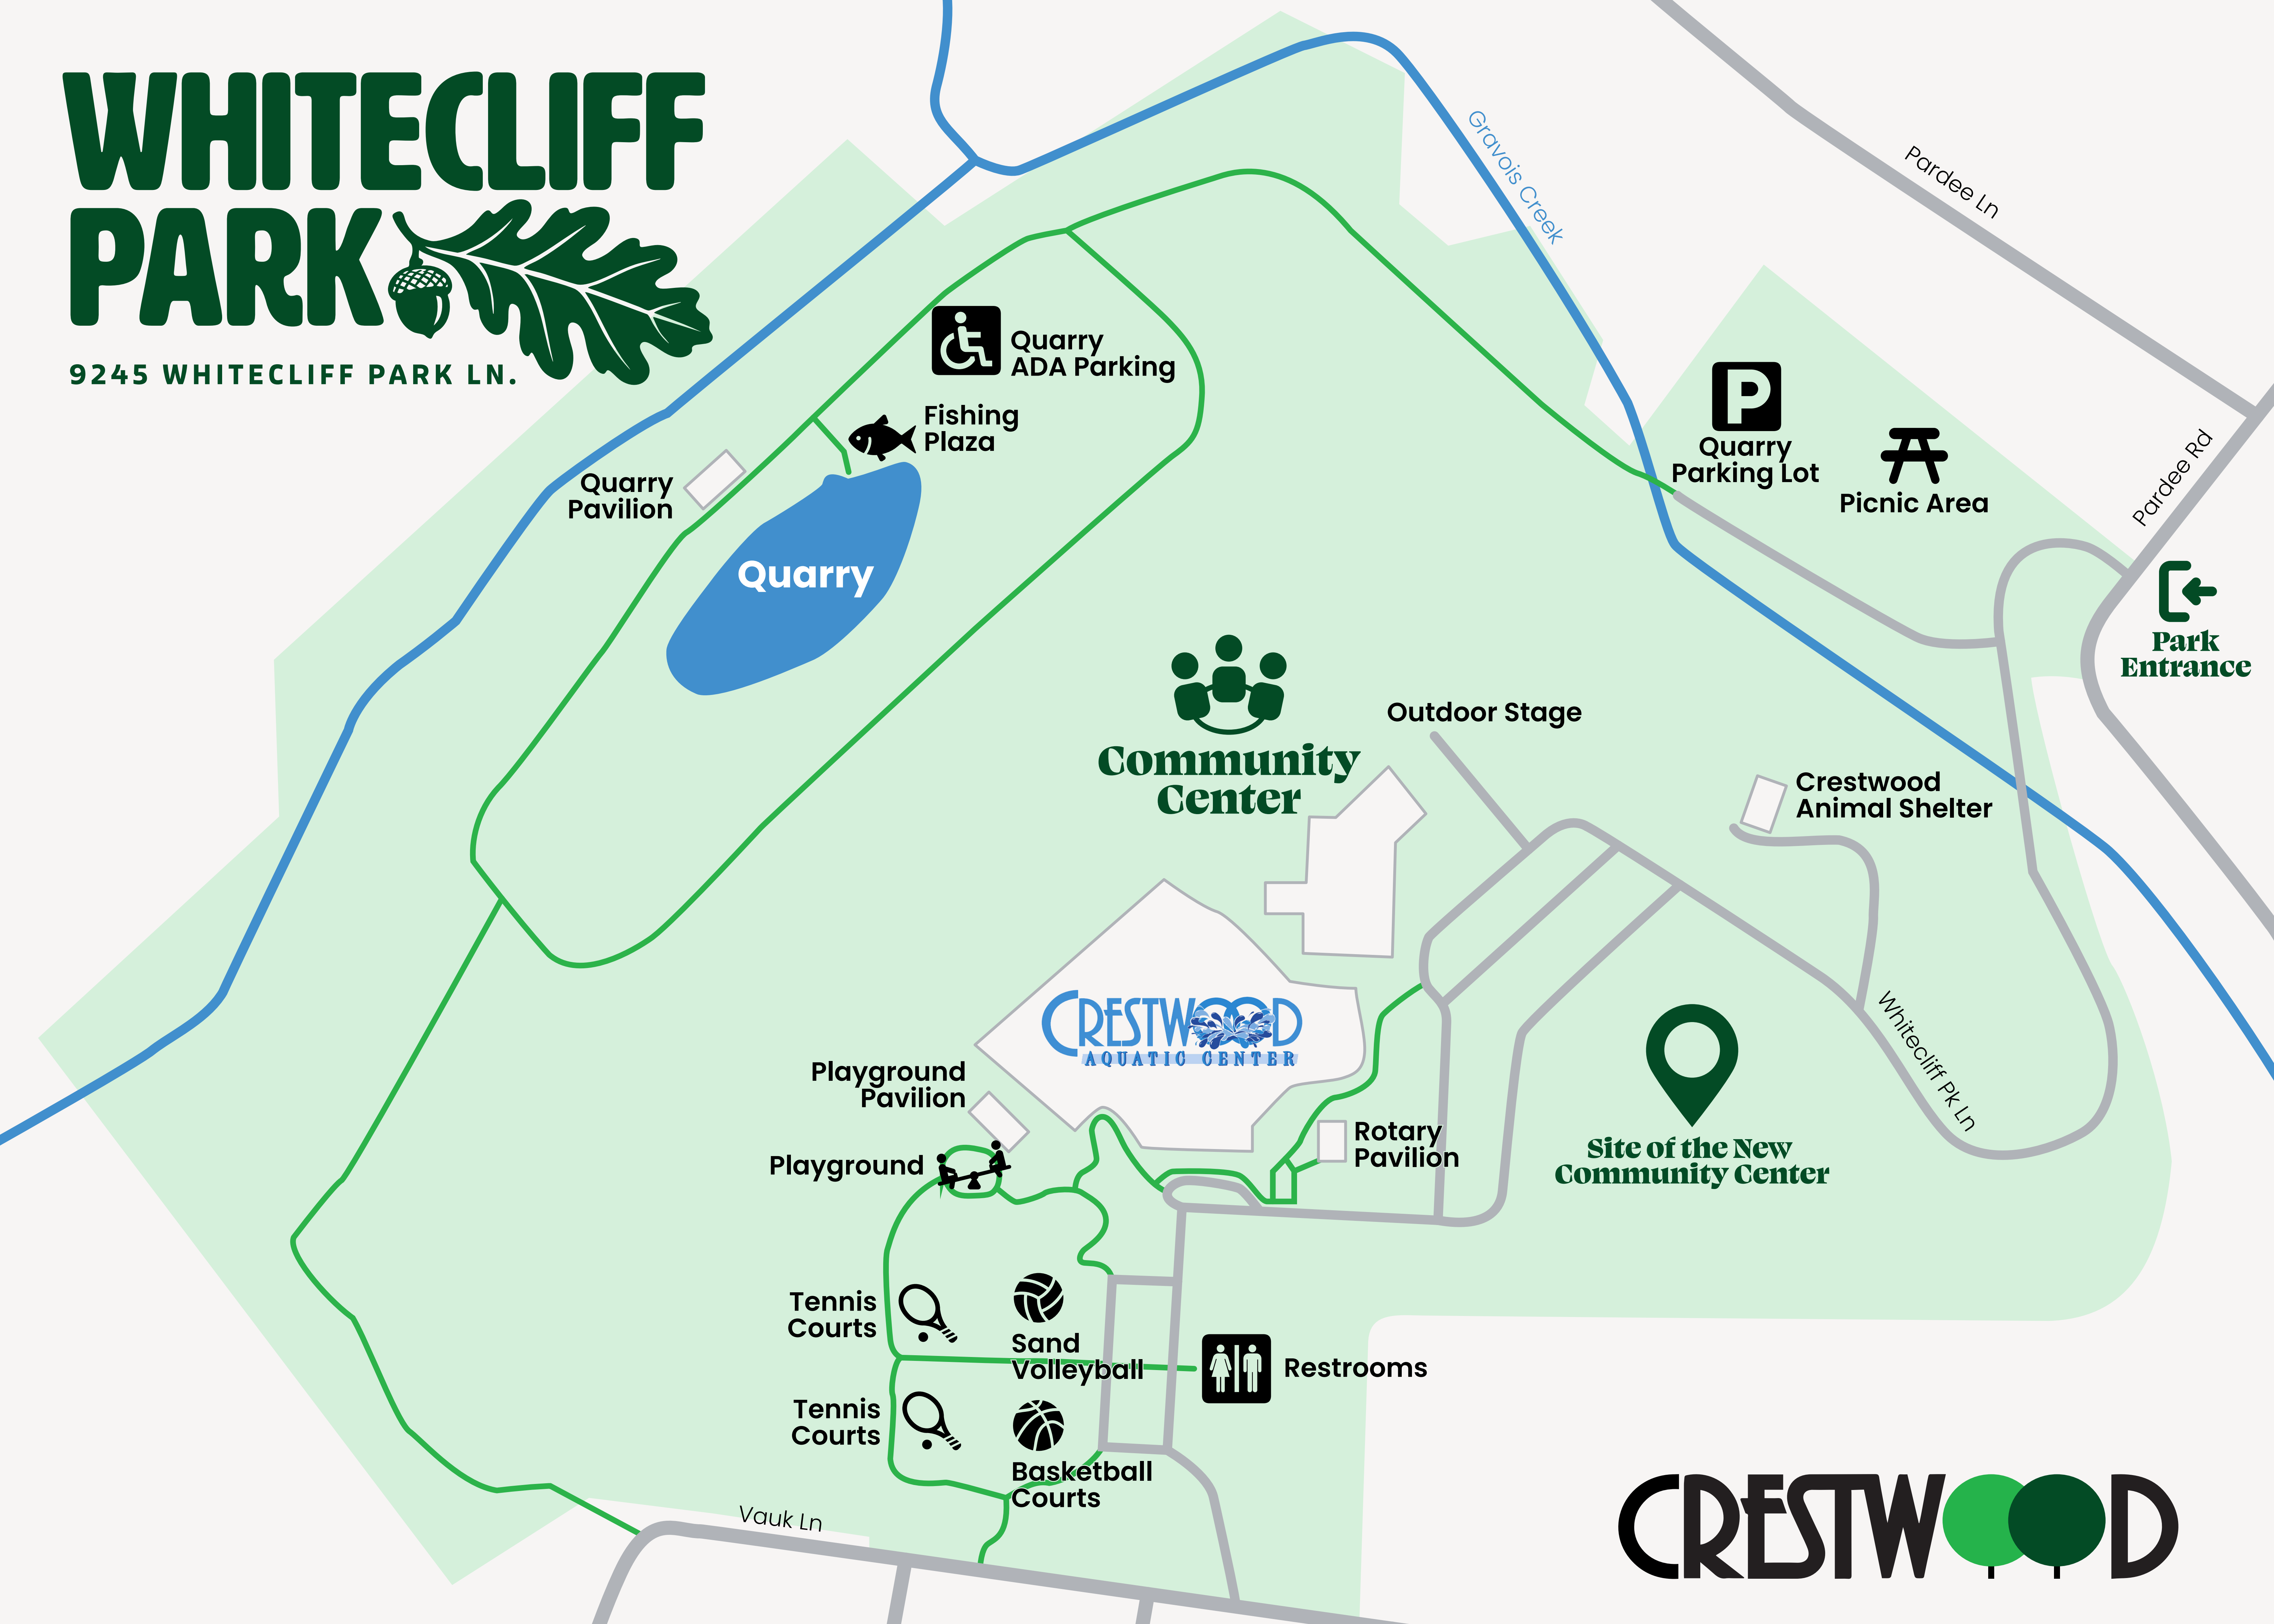 WHITECLIFF
PARK
9245 WHITECLIFF PARK LN.
Gravois Creek
Pardee Ln
Quarry
ADA Parking
Fishing
Plaza
Quarry
Pavilion
Quarry
P
Quarry
Parking Lot
Picnic Area
Pardee Rd
Park
Entrance
Community
Center
Outdoor Stage
Crestwood
Animal Shelter
CRESTWOOD
AQUATIC CENTER
Whitecliff Pk Ln
Playground
Pavilion
Playground
Rotary
Pavilion
Site of the New
Community Center
Tennis
Courts
Sand
Volleyball
Restrooms
Tennis
Courts
Basketball
Courts
Vauk Ln
CRESTWOOD